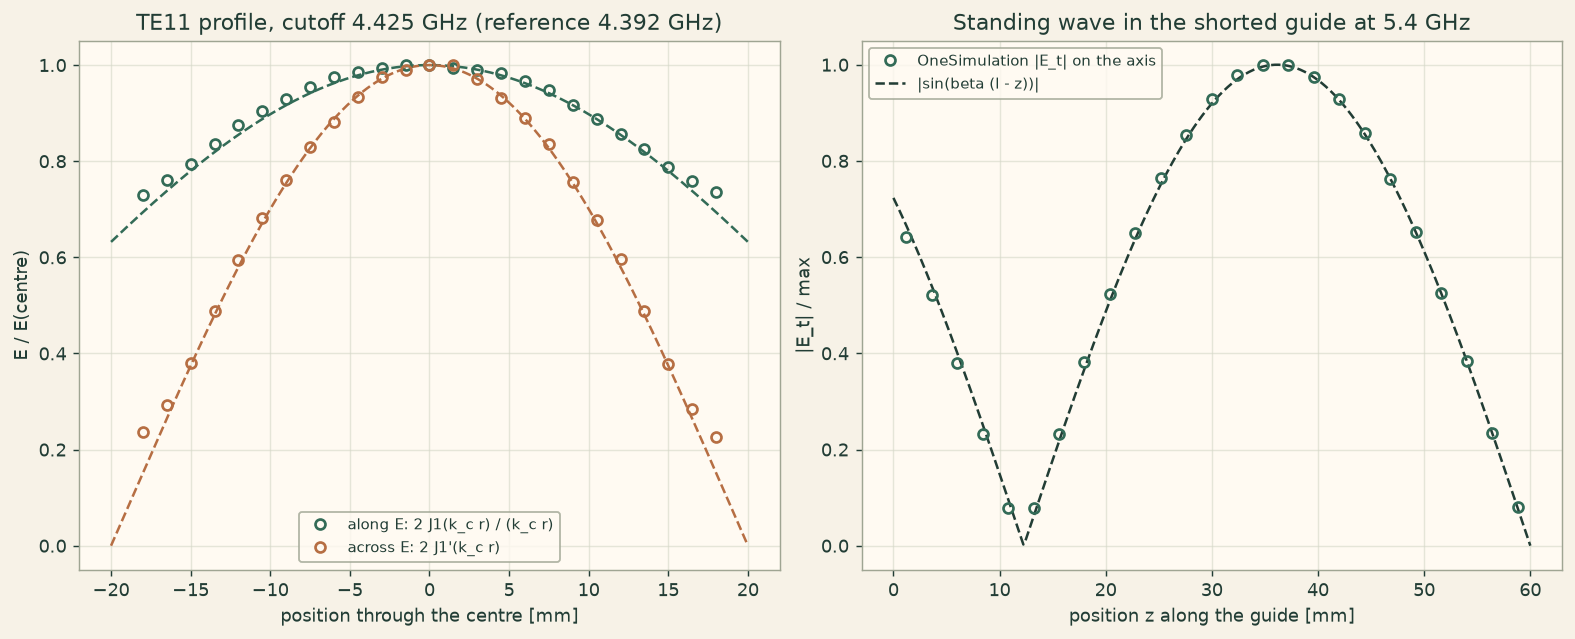 TE11 profile, cutoff 4.425 GHz (reference 4.392 GHz)
E / E(centre)
1.0
0.8
0.6
0.4
0.2
0.0
along E: 2 J1(k_c r) / (k_c r)
across E: 2 J1'(k_c r)
−20
−15
−10
−5
0
5
10
15
20
position through the centre [mm]
Standing wave in the shorted guide at 5.4 GHz
|E_t| / max
1.0
0.8
0.6
0.4
0.2
0.0
OneSimulation |E_t| on the axis
|sin(beta (l - z))|
0
10
20
30
40
50
60
position z along the guide [mm]